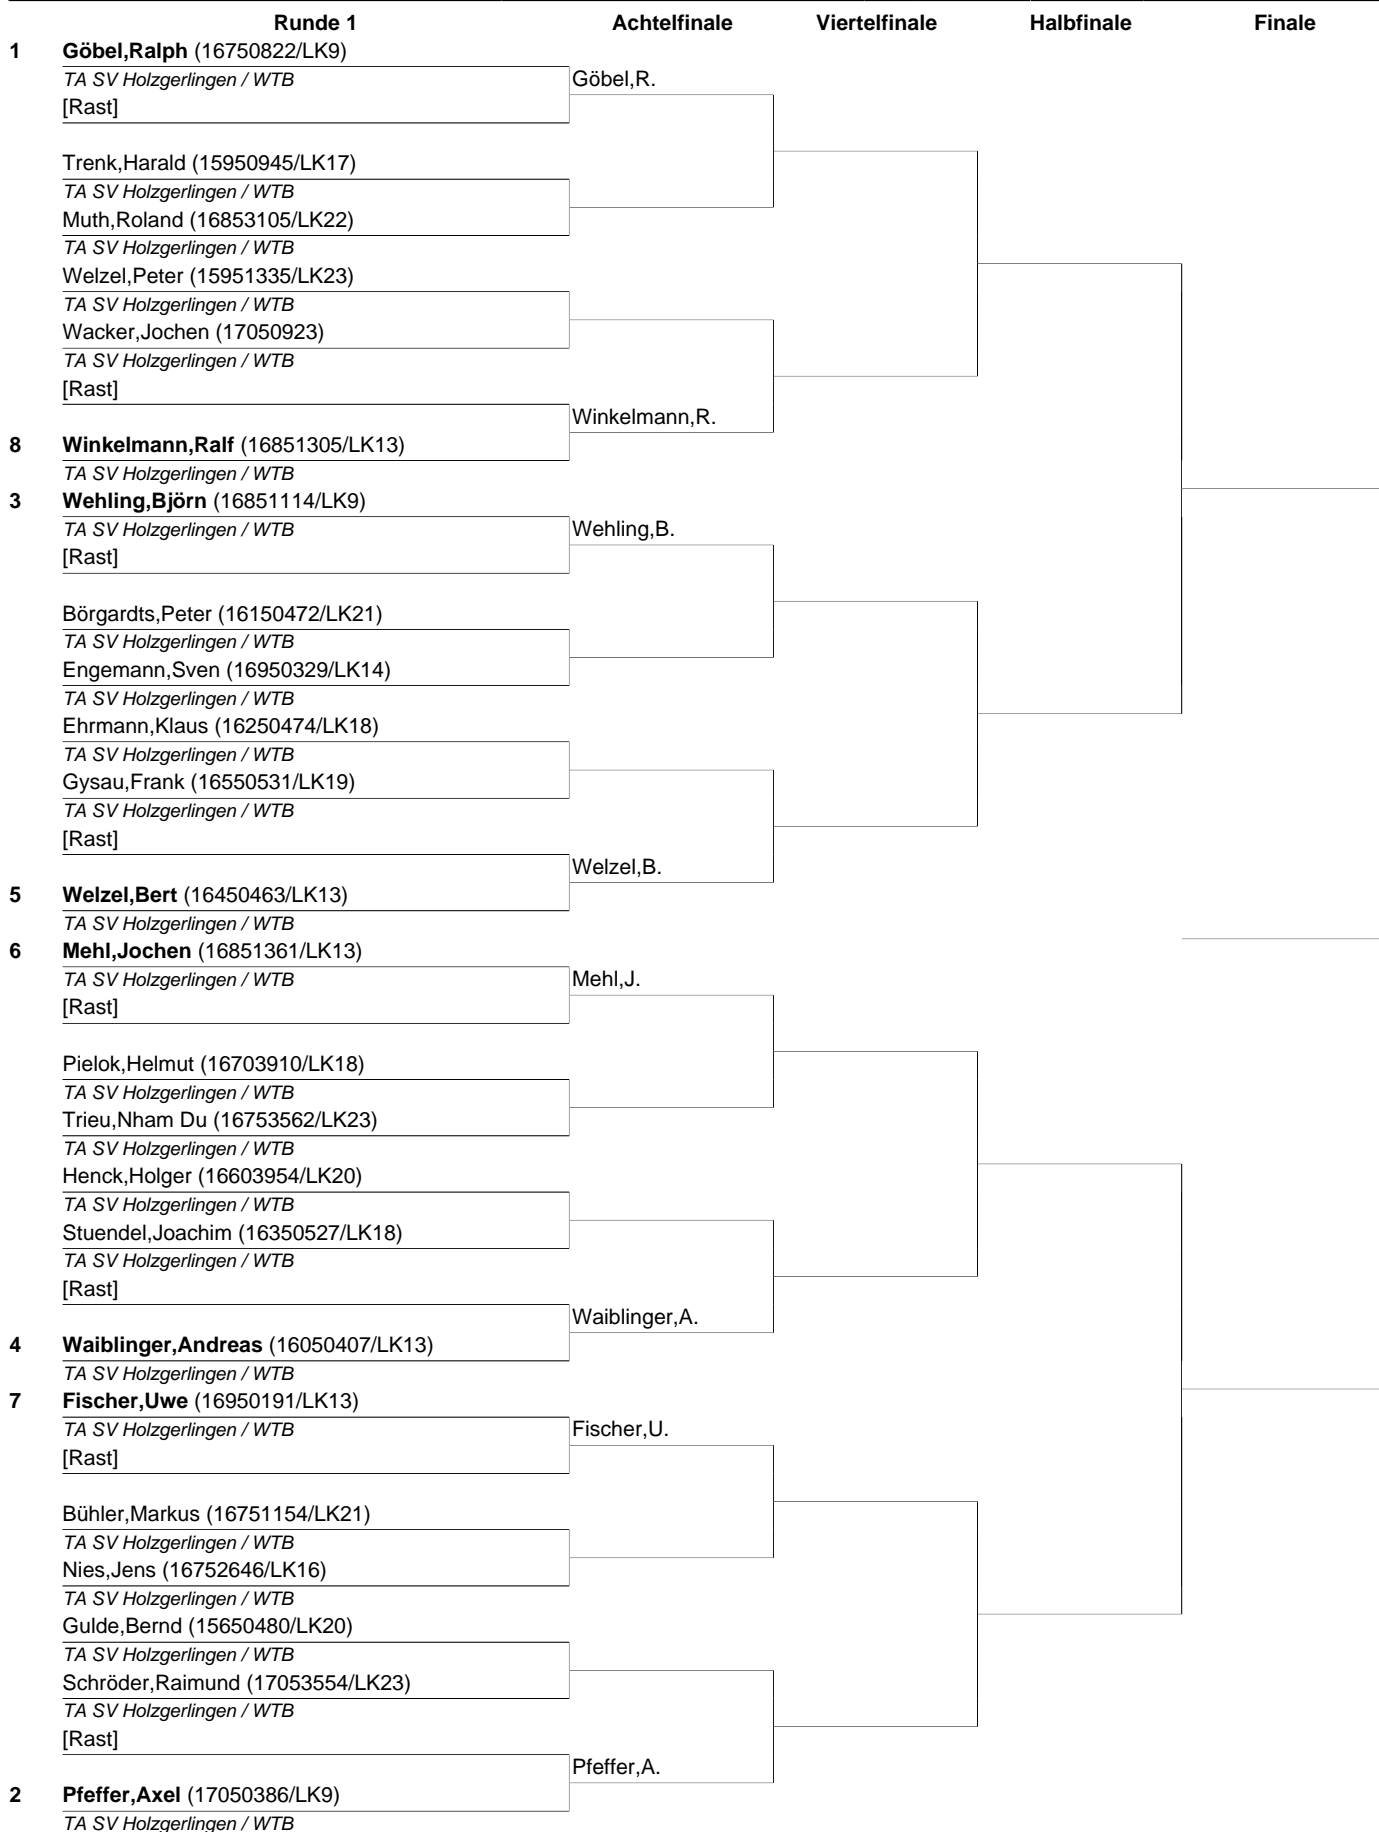 Runde 1 Achtelfinale Viertelfinale Halbfinale Finale
1 Göbel,Ralph (16750822/LK9)
TA SV Holzgerlingen / WTB Göbel,R.
[Rast]
Trenk,Harald (15950945/LK17)
TA SV Holzgerlingen / WTB
Muth,Roland (16853105/LK22)
TA SV Holzgerlingen / WTB
Welzel,Peter (15951335/LK23)
TA SV Holzgerlingen / WTB
Wacker,Jochen (17050923)
TA SV Holzgerlingen / WTB
[Rast]
Winkelmann,R.
8 Winkelmann,Ralf (16851305/LK13)
TA SV Holzgerlingen / WTB
3 Wehling,Björn (16851114/LK9)
TA SV Holzgerlingen / WTB Wehling,B.
[Rast]
Börgardts,Peter (16150472/LK21)
TA SV Holzgerlingen / WTB
Engemann,Sven (16950329/LK14)
TA SV Holzgerlingen / WTB
Ehrmann,Klaus (16250474/LK18)
TA SV Holzgerlingen / WTB
Gysau,Frank (16550531/LK19)
TA SV Holzgerlingen / WTB
[Rast]
Welzel,B.
5 Welzel,Bert (16450463/LK13)
TA SV Holzgerlingen / WTB
6 Mehl,Jochen (16851361/LK13)
TA SV Holzgerlingen / WTB Mehl,J.
[Rast]
Pielok,Helmut (16703910/LK18)
TA SV Holzgerlingen / WTB
Trieu,Nham Du (16753562/LK23)
TA SV Holzgerlingen / WTB
Henck,Holger (16603954/LK20)
TA SV Holzgerlingen / WTB
Stuendel,Joachim (16350527/LK18)
TA SV Holzgerlingen / WTB
[Rast]
Waiblinger,A.
4 Waiblinger,Andreas (16050407/LK13)
TA SV Holzgerlingen / WTB
7 Fischer,Uwe (16950191/LK13)
TA SV Holzgerlingen / WTB Fischer,U.
[Rast]
Bühler,Markus (16751154/LK21)
TA SV Holzgerlingen / WTB
Nies,Jens (16752646/LK16)
TA SV Holzgerlingen / WTB
Gulde,Bernd (15650480/LK20)
TA SV Holzgerlingen / WTB
Schröder,Raimund (17053554/LK23)
TA SV Holzgerlingen / WTB
[Rast]
Pfeffer,A.
2 Pfeffer,Axel (17050386/LK9)
TA SV Holzgerlingen / WTB